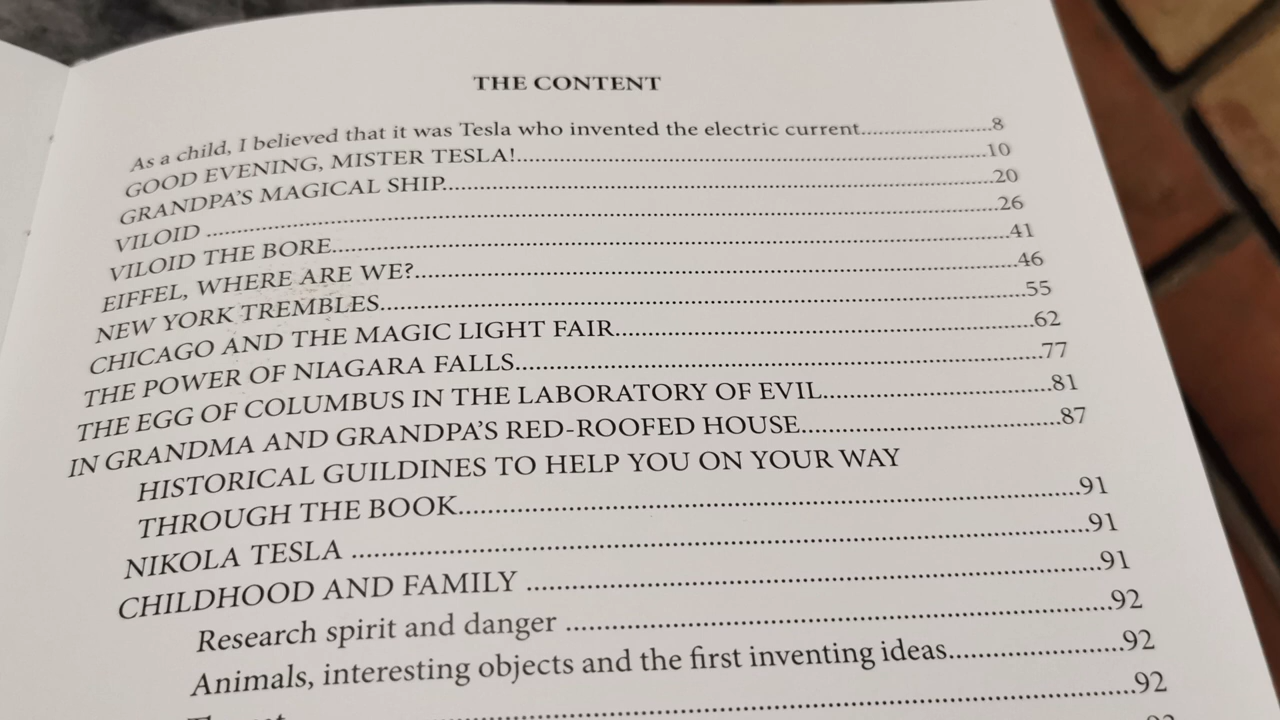 THE CONTENT
As a child, I believed that it was Tesla who invented the electric current....................8
GOOD EVENING, MISTER TESLA!....................10
GRANDPA'S MAGICAL SHIP....................20
VILOID ....................26
VILOID THE BORE....................41
EIFFEL, WHERE ARE WE?....................46
NEW YORK TREMBLES....................55
CHICAGO AND THE MAGIC LIGHT FAIR....................62
THE POWER OF NIAGARA FALLS....................77
THE EGG OF COLUMBUS IN THE LABORATORY OF EVIL....................81
IN GRANDMA AND GRANDPA'S RED-ROOFED HOUSE....................87
HISTORICAL GUILDINES TO HELP YOU ON YOUR WAY
THROUGH THE BOOK....................91
NIKOLA TESLA ....................91
CHILDHOOD AND FAMILY ....................91
Research spirit and danger ....................92
Animals, interesting objects and the first inventing ideas....................92
....................92